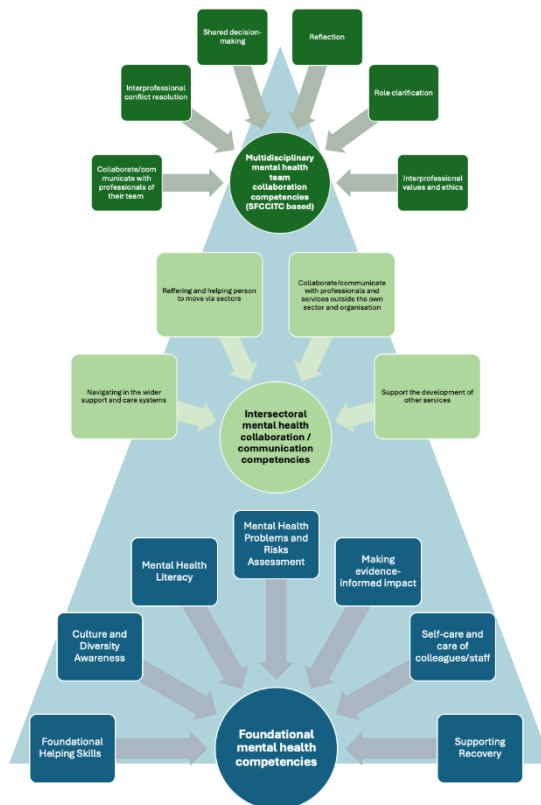 Shared decision-
making
Reflection
Interprofessional
conflict resolution
Role clarification
Multidisciplinary
mental health
team
collaboration
competencies
(SFCCITC based)
Collaborate/com
municate with
professionals of
their team
Interprofessional
values and ethics
Reffering and helping person
to move via sectors
Collaborate/communicate
with professionals and
services outside the own
sector and organisation
Navigating in the wider
support and care systems
Support the development of
other services
Intersectoral
mental health
collaboration /
communication
competencies
Mental Health
Problems and
Risks
Assessment
Mental Health
Literacy
Making
evidence-
informed impact
Culture and
Diversity
Awareness
Self-care and
care of
colleagues/staff
Foundational
Helping Skills
Foundational
mental health
competencies
Supporting
Recovery